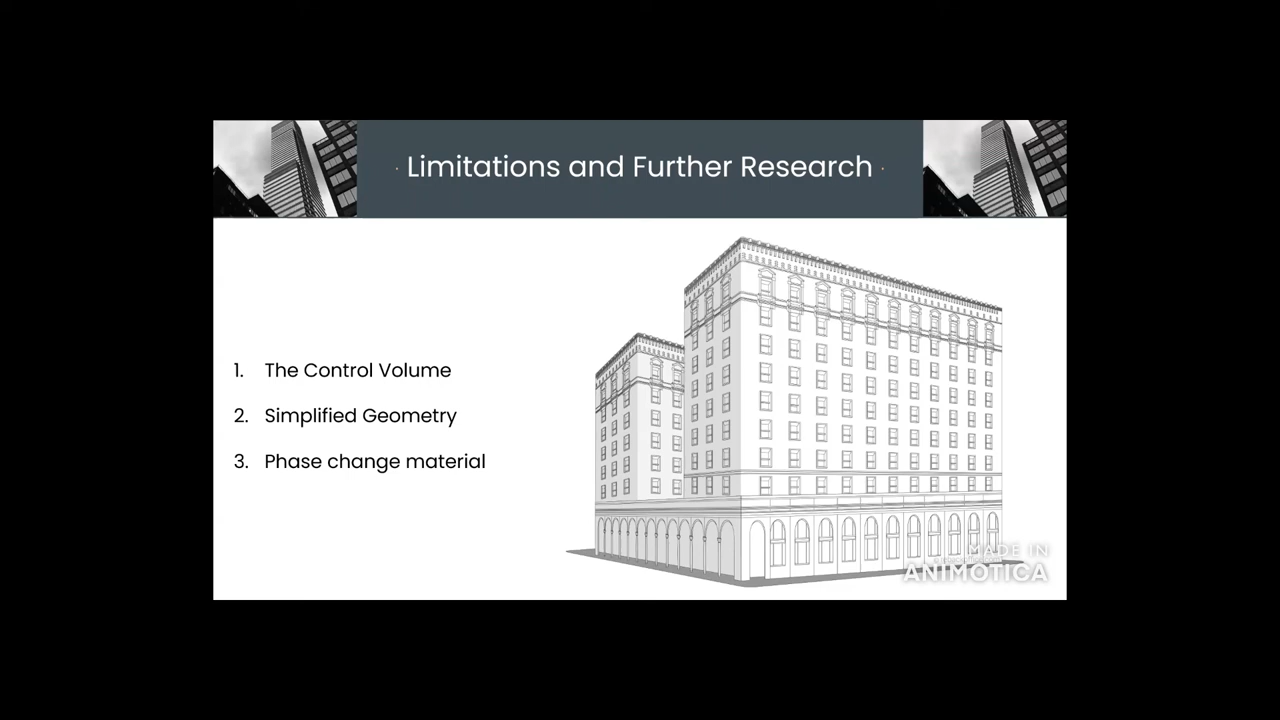 · Limitations and Further Research ·
1. The Control Volume
2. Simplified Geometry
3. Phase change material
MADE IN
ANIMOTICA